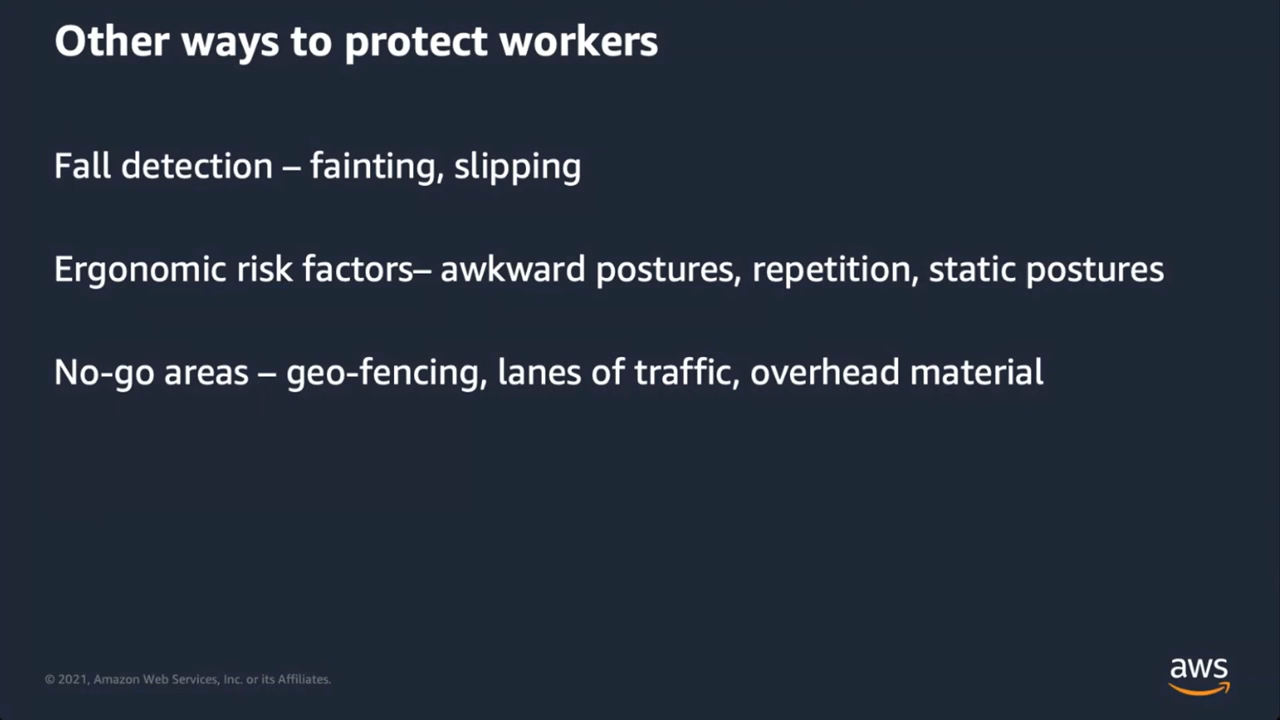 Other ways to protect workers
Fall detection – fainting, slipping
Ergonomic risk factors– awkward postures, repetition, static postures
No-go areas – geo-fencing, lanes of traffic, overhead material
© 2021, Amazon Web Services, Inc. or its Affiliates.
aws